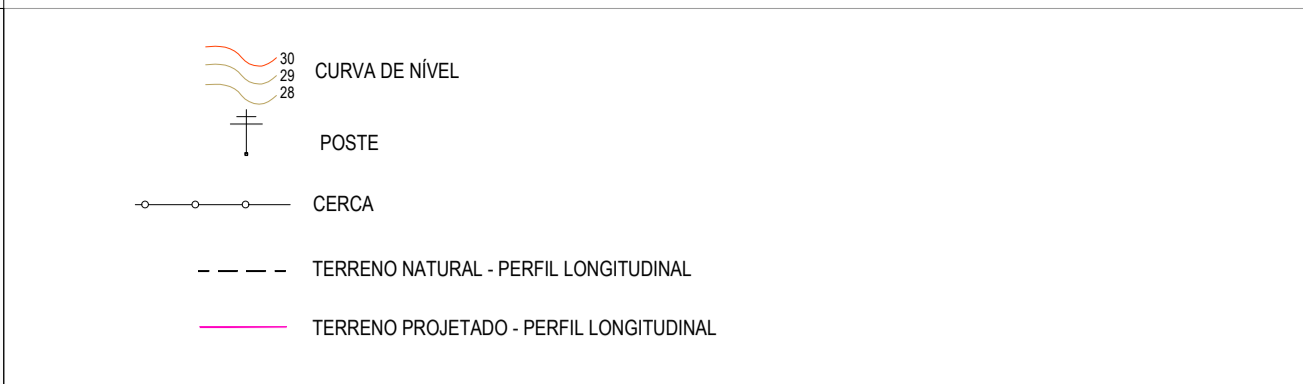 30
29
28
CURVA DE NÍVEL
POSTE
CERCA
TERRENO NATURAL - PERFIL LONGITUDINAL
TERRENO PROJETADO - PERFIL LONGITUDINAL